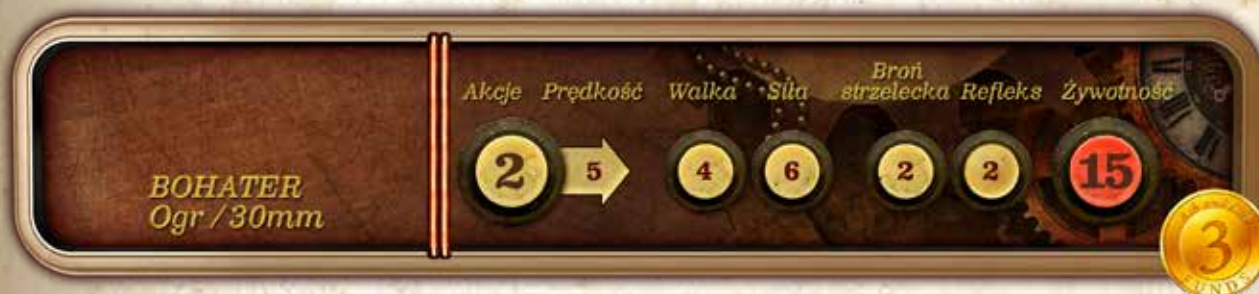 Akcje Prędkość Walka Siła Broń strzelecka Refleks Żywotność
2 5 4 6 2 2 15
BOHATER
Ogr / 30mm
3
FUNDS